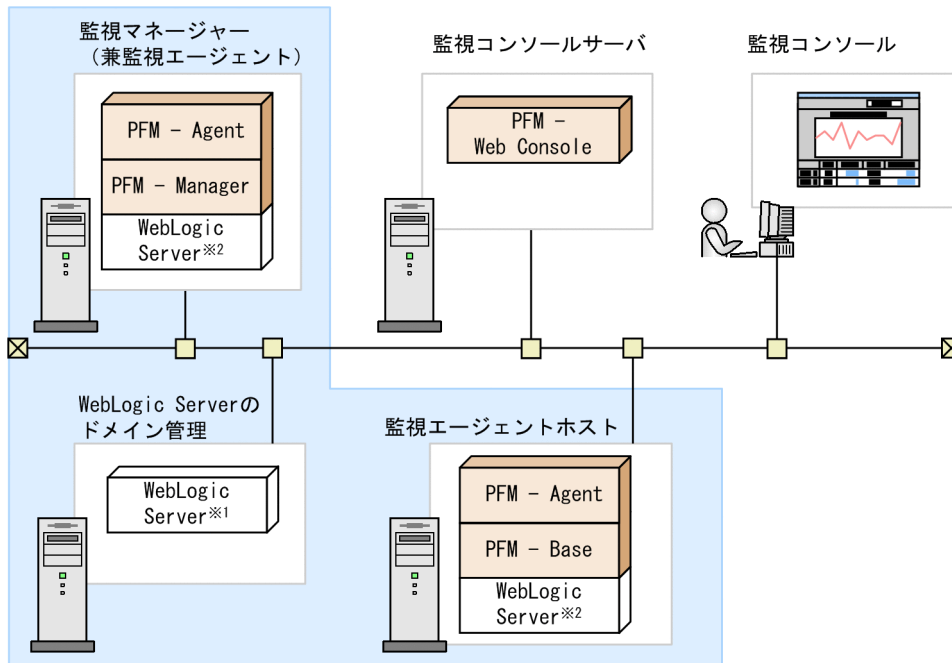 監視マネージャー
（兼監視エージェント）
PFM - Agent
PFM - Manager
WebLogic
Server※2
監視コンソールサーバ
PFM -
Web Console
監視コンソール
WebLogic Serverの
ドメイン管理
WebLogic
Server※1
監視エージェントホスト
PFM - Agent
PFM - Base
WebLogic
Server※2